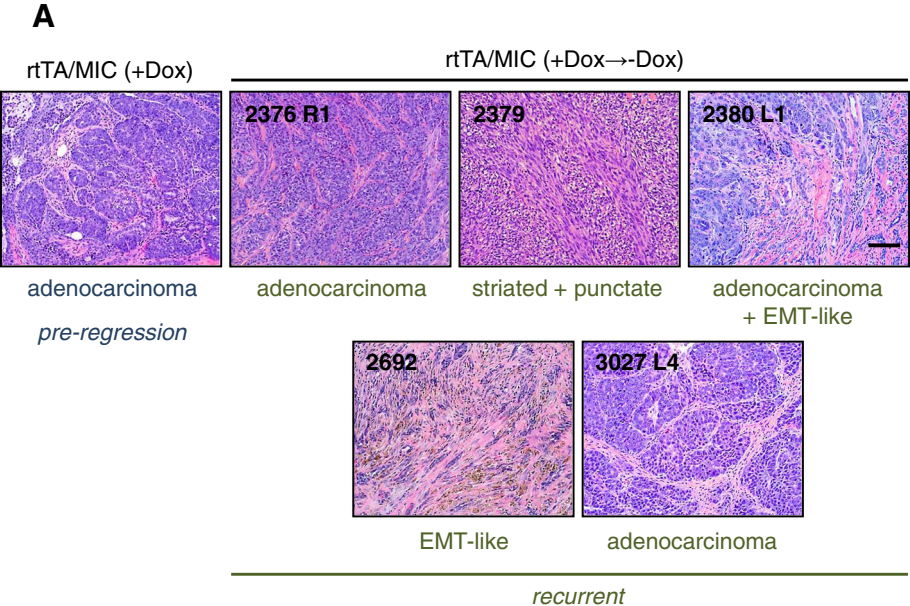 A
rtTA/MIC (+Dox)
rtTA/MIC (+Dox→-Dox)
2376 R1
2379
2380 L1
adenocarcinoma
adenocarcinoma
striated + punctate
adenocarcinoma
+ EMT-like
pre-regression
2692
3027 L4
EMT-like
adenocarcinoma
recurrent